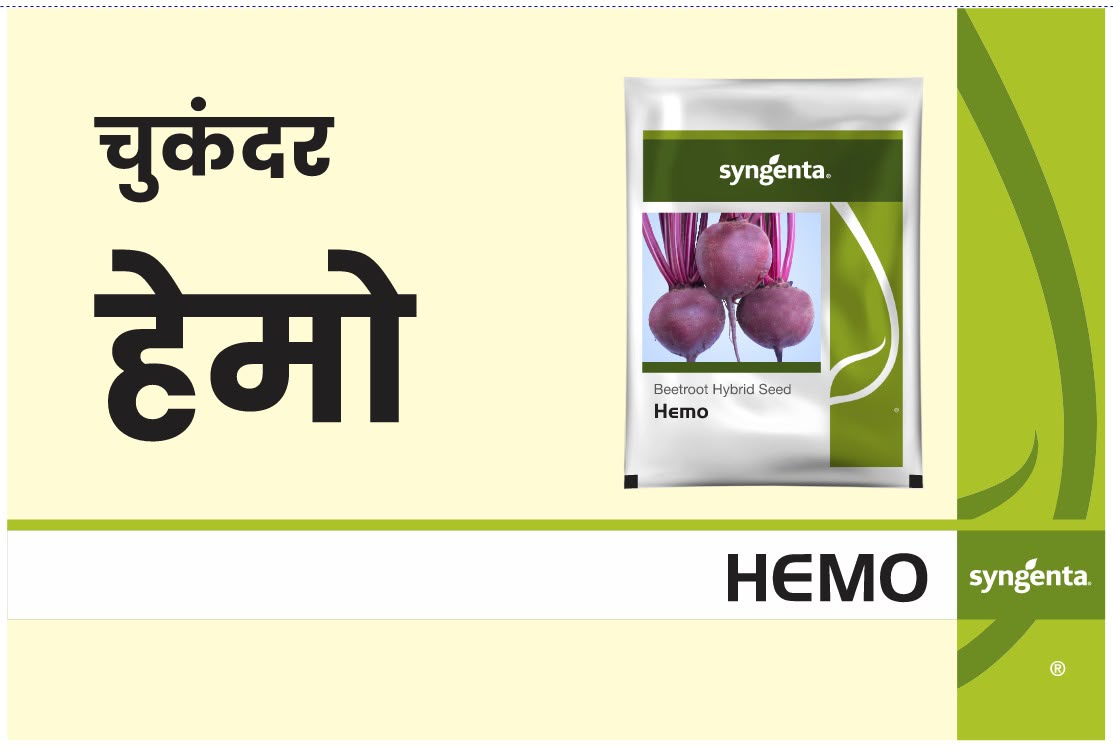 चुकंदर
हेमो
syngenta®
Beetroot Hybrid Seed
Hemo
®
HEMO
syngenta®
®